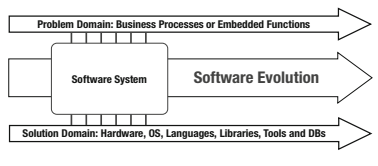 Problem Domain: Business Processes or Embedded Functions
Software System
Software Evolution
Solution Domain: Hardware, OS, Languages, Libraries, Tools and DBs